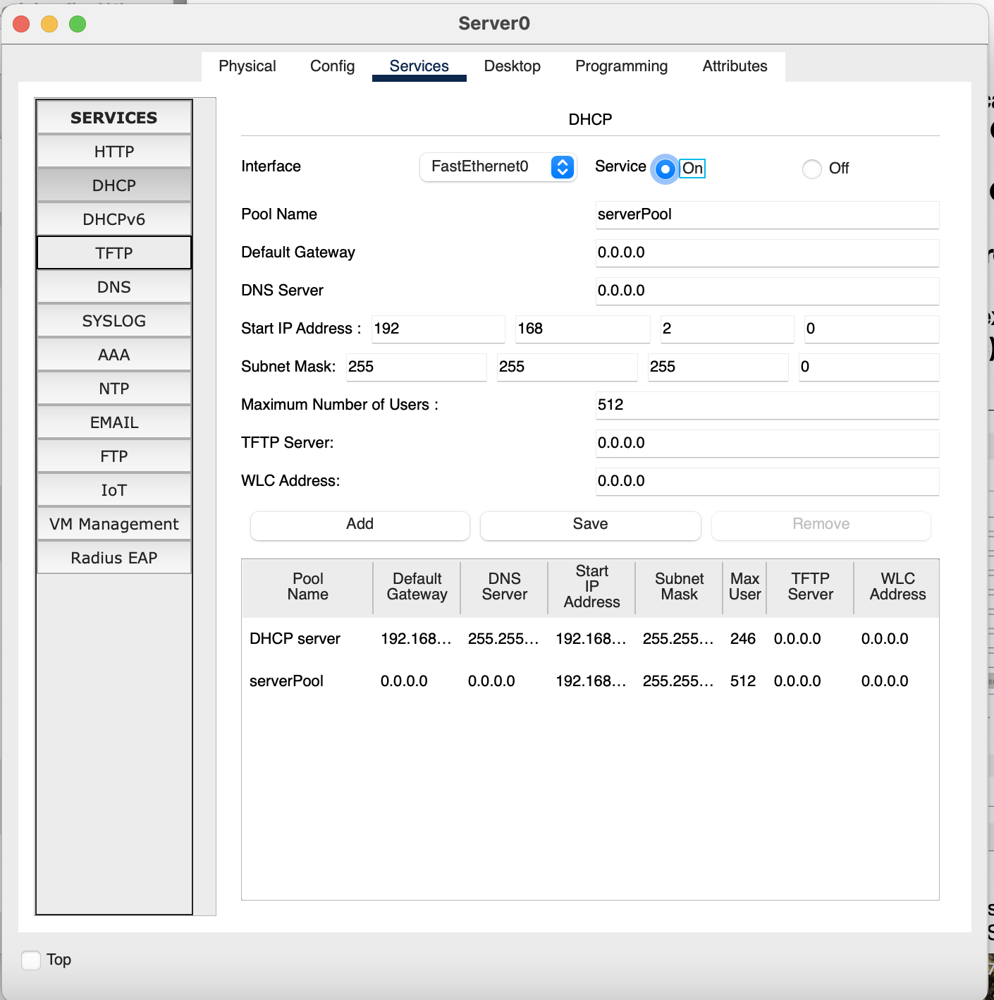 Server0
Physical Config Services Desktop Programming Attributes
SERVICES
HTTP
DHCP
DHCPv6
TFTP
DNS
SYSLOG
AAA
NTP
EMAIL
FTP
IoT
VM Management
Radius EAP
DHCP
Interface FastEthernet0 Service On Off
Pool Name serverPool
Default Gateway 0.0.0.0
DNS Server 0.0.0.0
Start IP Address : 192 168 2 0
Subnet Mask: 255 255 255 0
Maximum Number of Users : 512
TFTP Server: 0.0.0.0
WLC Address: 0.0.0.0
Add Save Remove
Pool Name Default Gateway DNS Server Start IP Address Subnet Mask Max User TFTP Server WLC Address
DHCP server 192.168... 255.255... 192.168... 255.255... 246 0.0.0.0 0.0.0.0
serverPool 0.0.0.0 0.0.0.0 192.168... 255.255... 512 0.0.0.0 0.0.0.0
Top